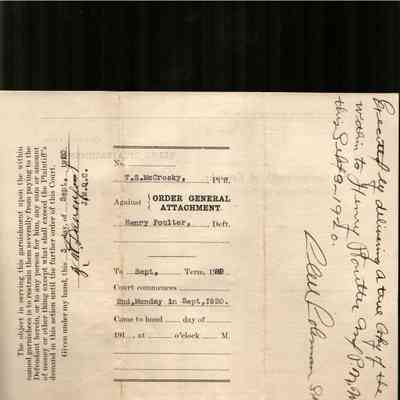 The object in serving this garnishment upon the within
named garnishees is to restrain them severally from paying to the
Defendant herein, or to any person for him, any sum or amount
of money or other thing except what shall exceed the Plaintiff's
demand in this action until the further order of this Court.
Given under my hand, this 3 day of Sept, 1920
No.
T.S.McCrosky, Pltff.
Against ORDER GENERAL
ATTACHMENT
Henry Poulter, Deft.
To Sept, Term, 1920
Court commences
2nd,Monday in Sept,1920.
Came to hand day of
191 at o'clock M.
Executed by delivering a true copy of the
within to Henry Poulter
this Sept 3 - 1920.